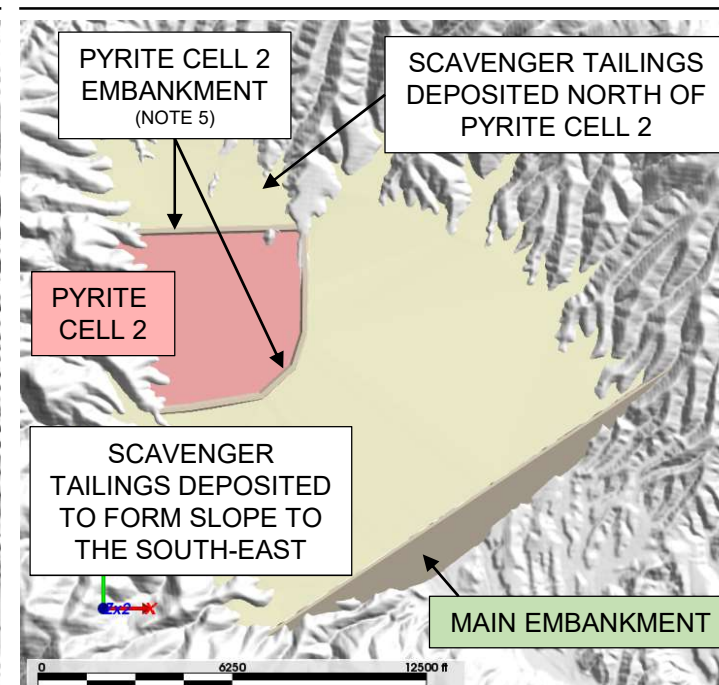 PYRITE CELL 2
EMBANKMENT
(NOTE 5)
SCAVENGER TAILINGS
DEPOSITED NORTH OF
PYRITE CELL 2
PYRITE
CELL 2
SCAVENGER
TAILINGS DEPOSITED
TO FORM SLOPE TO
THE SOUTH-EAST
MAIN EMBANKMENT
Zx2 X
0 6250 12500 ft